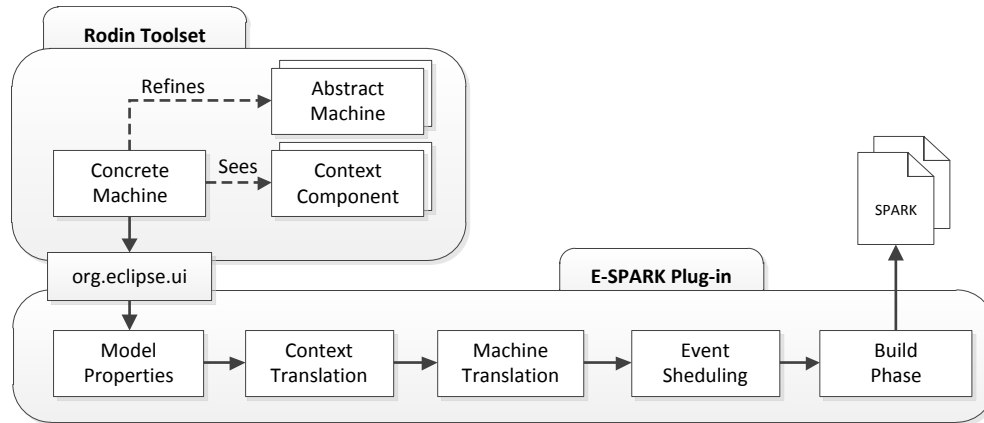 Rodin Toolset
Refines
Abstract
Machine
Concrete
Machine
Sees
Context
Component
SPARK
org.eclipse.ui
E-SPARK Plug-in
Model
Properties
Context
Translation
Machine
Translation
Event
Sheduling
Build
Phase